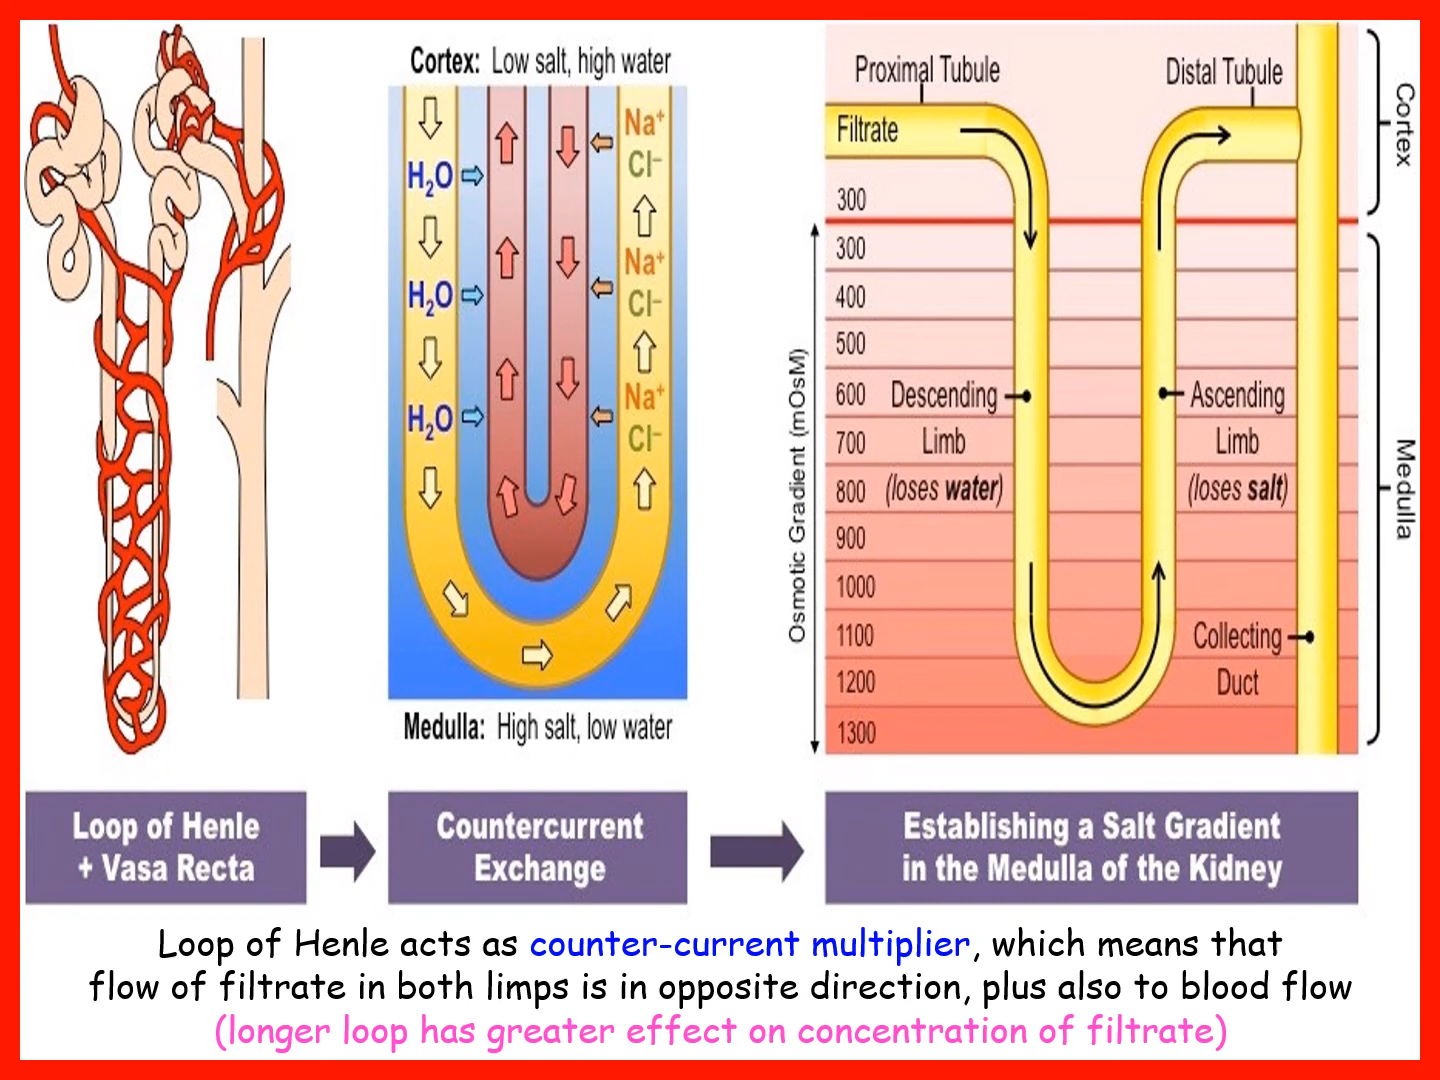 Cortex: Low salt, high water
H₂O
H₂O
H₂O
Na⁺
Cl⁻
Na⁺
Cl⁻
Na⁺
Cl⁻
Medulla: High salt, low water
Proximal Tubule
Distal Tubule
Filtrate
300
300
400
500
600
700
800
900
1000
1100
1200
1300
Osmotic Gradient (mOsM)
Descending
Limb
(loses water)
Ascending
Limb
(loses salt)
Collecting
Duct
Cortex
Medulla
Loop of Henle
+ Vasa Recta
Countercurrent
Exchange
Establishing a Salt Gradient
in the Medulla of the Kidney
Loop of Henle acts as counter-current multiplier, which means that
flow of filtrate in both limps is in opposite direction, plus also to blood flow
(longer loop has greater effect on concentration of filtrate)